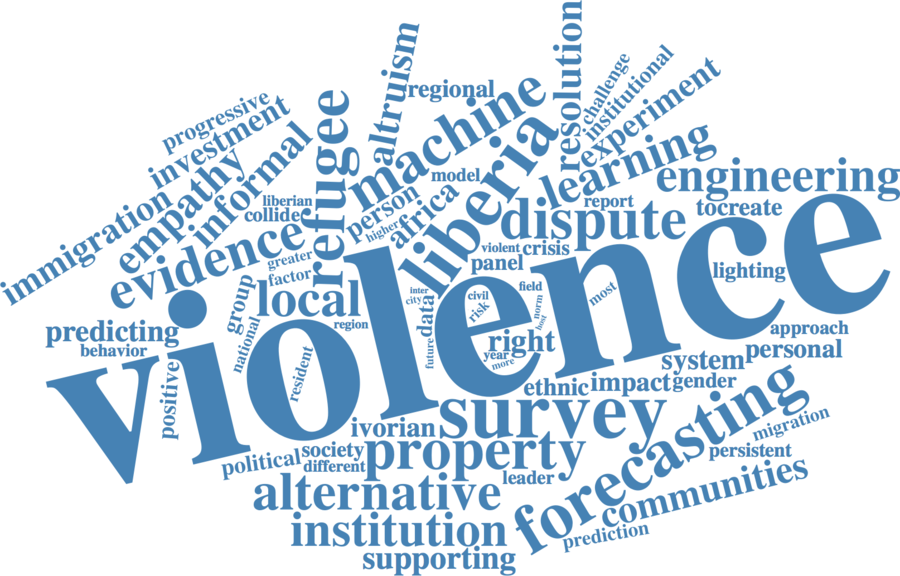 resolution
altruism
challenge
institutional
regional
experiment
progressive
investment
refugee
machine
liberia
learning
empathy
informal
model
engineering
immigration
liberian
collide
person
africa
higher
report
dispute
tocreate
evidence
greater
factor
violent
crisis
panel
lighting
group
local
inter
city
data
civil
risk
field
norm
host
most
predicting
behavior
national
region
future
right
year
more
approach
personal
violence
positive
resident
system
ethnic
impact
gender
survey
ivorian
forecasting
migration
political
society
different
property
leader
persistent
alternative
communities
institution
prediction
supporting